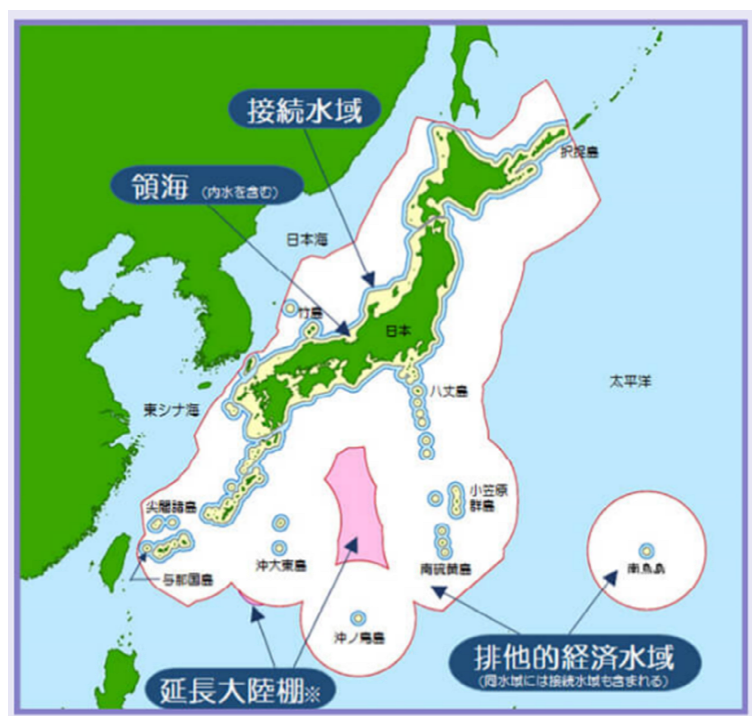 接続水域
領海 (内水を含む)
択捉島
日本海
竹島
日本
八丈島
太平洋
東シナ海
小笠原
群島
尖閣諸島
沖大東島
南硫黄島
南鳥島
与那国島
沖ノ鳥島
排他的経済水域
(同水域には接続水域も含まれる)
延長大陸棚※